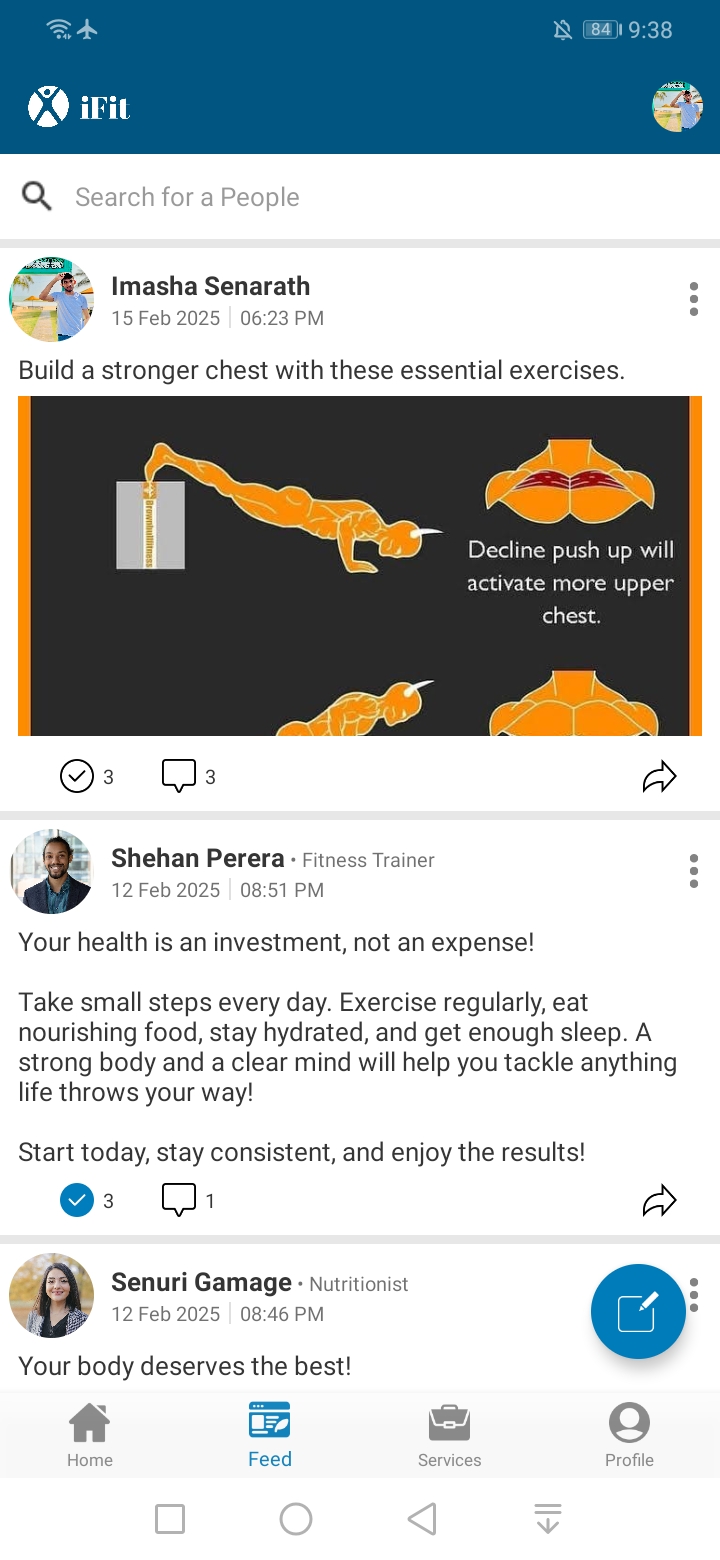 84 9:38
iFit
Search for a People
Imasha Senarath
15 Feb 2025 06:23 PM
Build a stronger chest with these essential exercises.
Brownbullfitness
Decline push up will
activate more upper
chest.
3 3
Shehan Perera • Fitness Trainer
12 Feb 2025 08:51 PM
Your health is an investment, not an expense!
Take small steps every day. Exercise regularly, eat
nourishing food, stay hydrated, and get enough sleep. A
strong body and a clear mind will help you tackle anything
life throws your way!
Start today, stay consistent, and enjoy the results!
3 1
Senuri Gamage • Nutritionist
12 Feb 2025 08:46 PM
Your body deserves the best!
Home Feed Services Profile